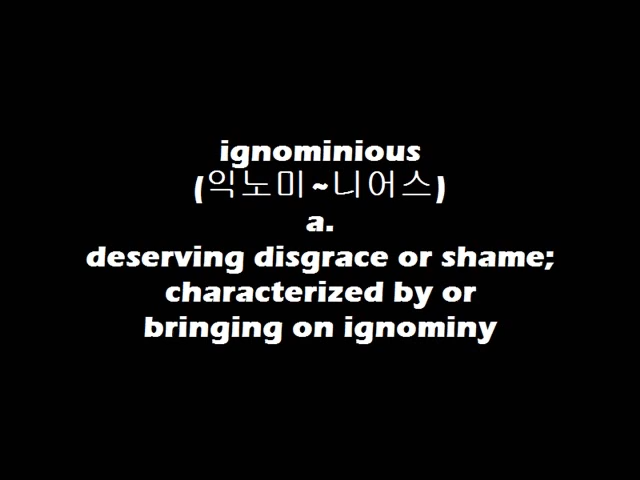 ignominious
(익노미~니어스)
a.
deserving disgrace or shame;
characterized by or
bringing on ignominy